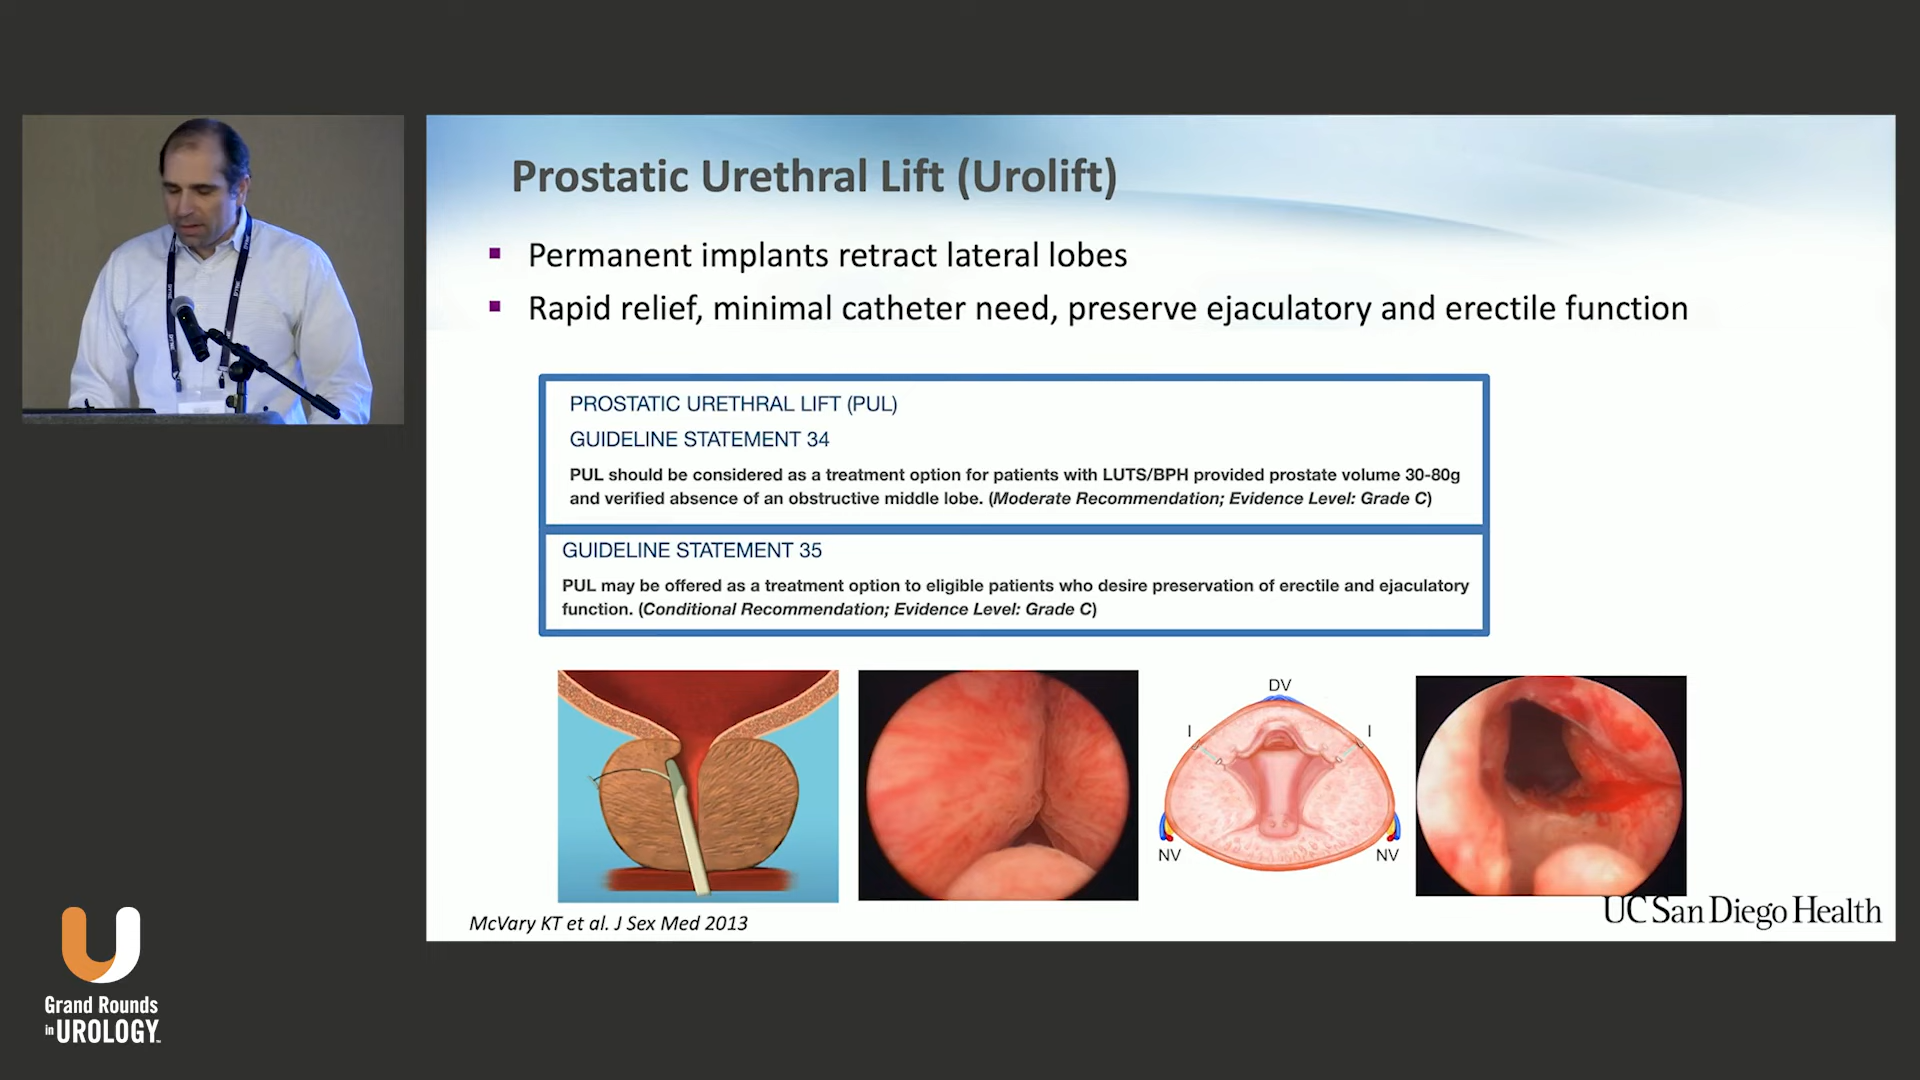 Prostatic Urethral Lift (Urolift)
Permanent implants retract lateral lobes
Rapid relief, minimal catheter need, preserve ejaculatory and erectile function
PROSTATIC URETHRAL LIFT (PUL)
GUIDELINE STATEMENT 34
PUL should be considered as a treatment option for patients with LUTS/BPH provided prostate volume 30-80g
and verified absence of an obstructive middle lobe. (Moderate Recommendation; Evidence Level: Grade C)
GUIDELINE STATEMENT 35
PUL may be offered as a treatment option to eligible patients who desire preservation of erectile and ejaculatory
function. (Conditional Recommendation; Evidence Level: Grade C)
DV
I I
NV NV
McVary KT et al. J Sex Med 2013
UC San Diego Health
Grand Rounds
in UROLOGY™